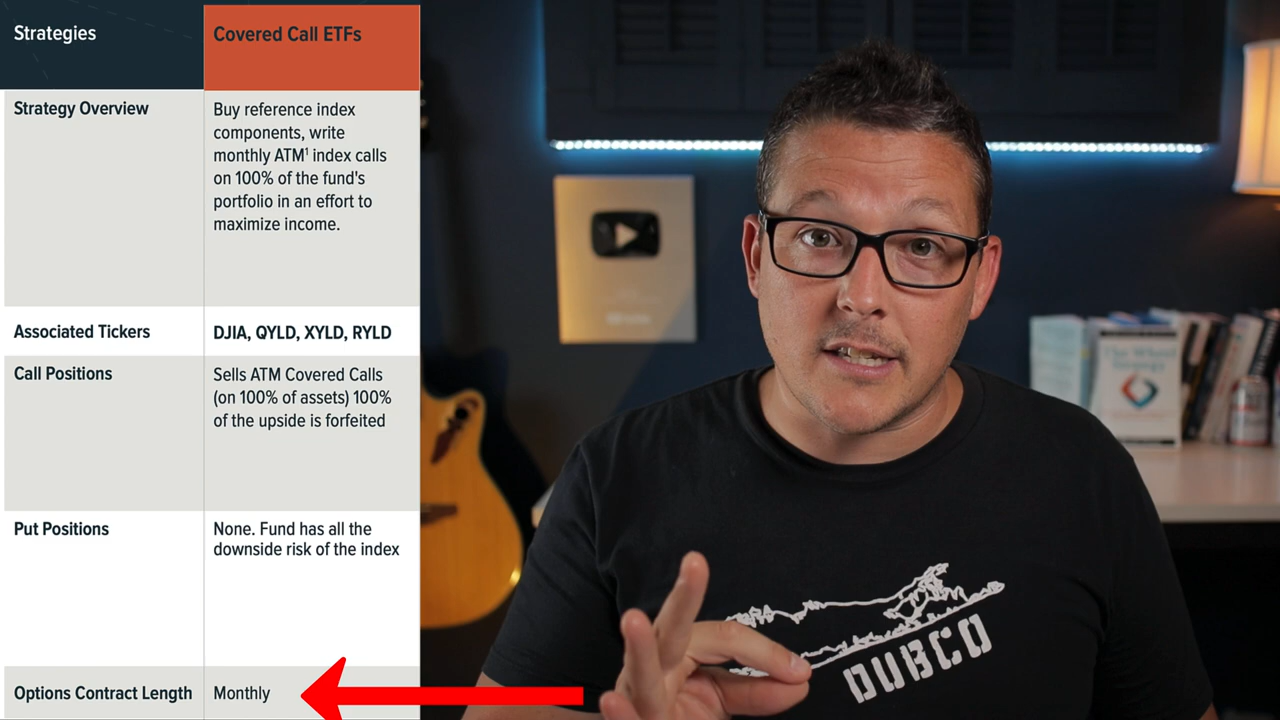 Strategies
Covered Call ETFs
Strategy Overview
Buy reference index
components, write
monthly ATM¹ index calls
on 100% of the fund's
portfolio in an effort to
maximize income.
Associated Tickers
DJIA, QYLD, XYLD, RYLD
Call Positions
Sells ATM Covered Calls
(on 100% of assets) 100%
of the upside is forfeited
Put Positions
None. Fund has all the
downside risk of the index
Options Contract Length
Monthly
DUBCO